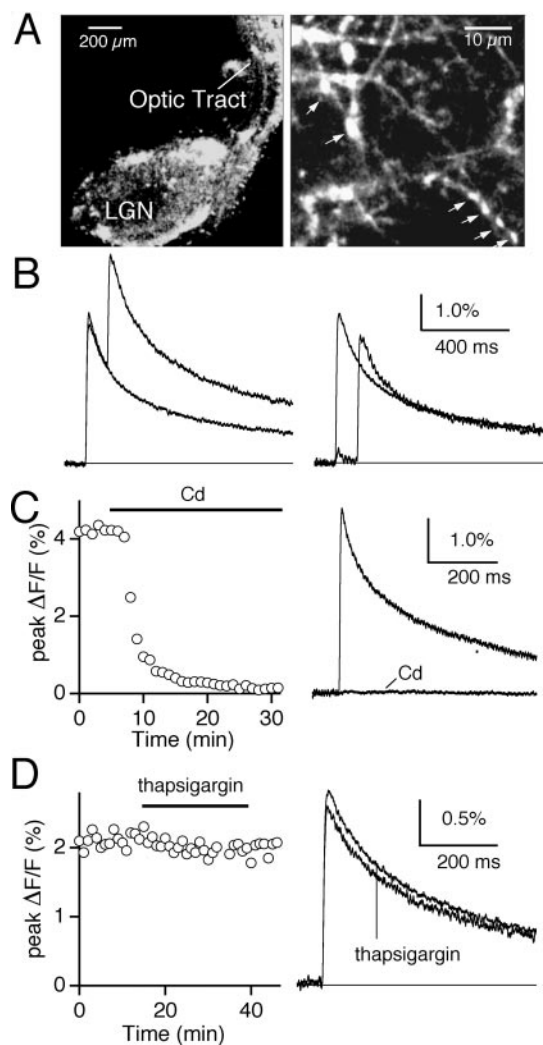 A
200 µm
Optic Tract
LGN
10 µm
B
1.0%
400 ms
C
Cd
4
2
0
peak ΔF/F (%)
0 10 20 30
Time (min)
1.0%
200 ms
Cd
D
thapsigargin
2
1
0
peak ΔF/F (%)
0 20 40
Time (min)
0.5%
200 ms
thapsigargin